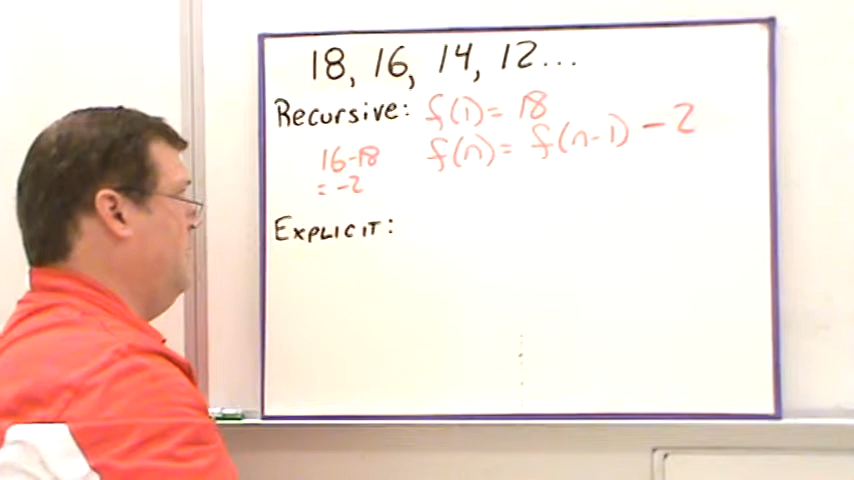 18, 16, 14, 12...
Recursive: f(1) = 18
f(n) = f(n-1) - 2
16-18
= -2
EXPLICIT: